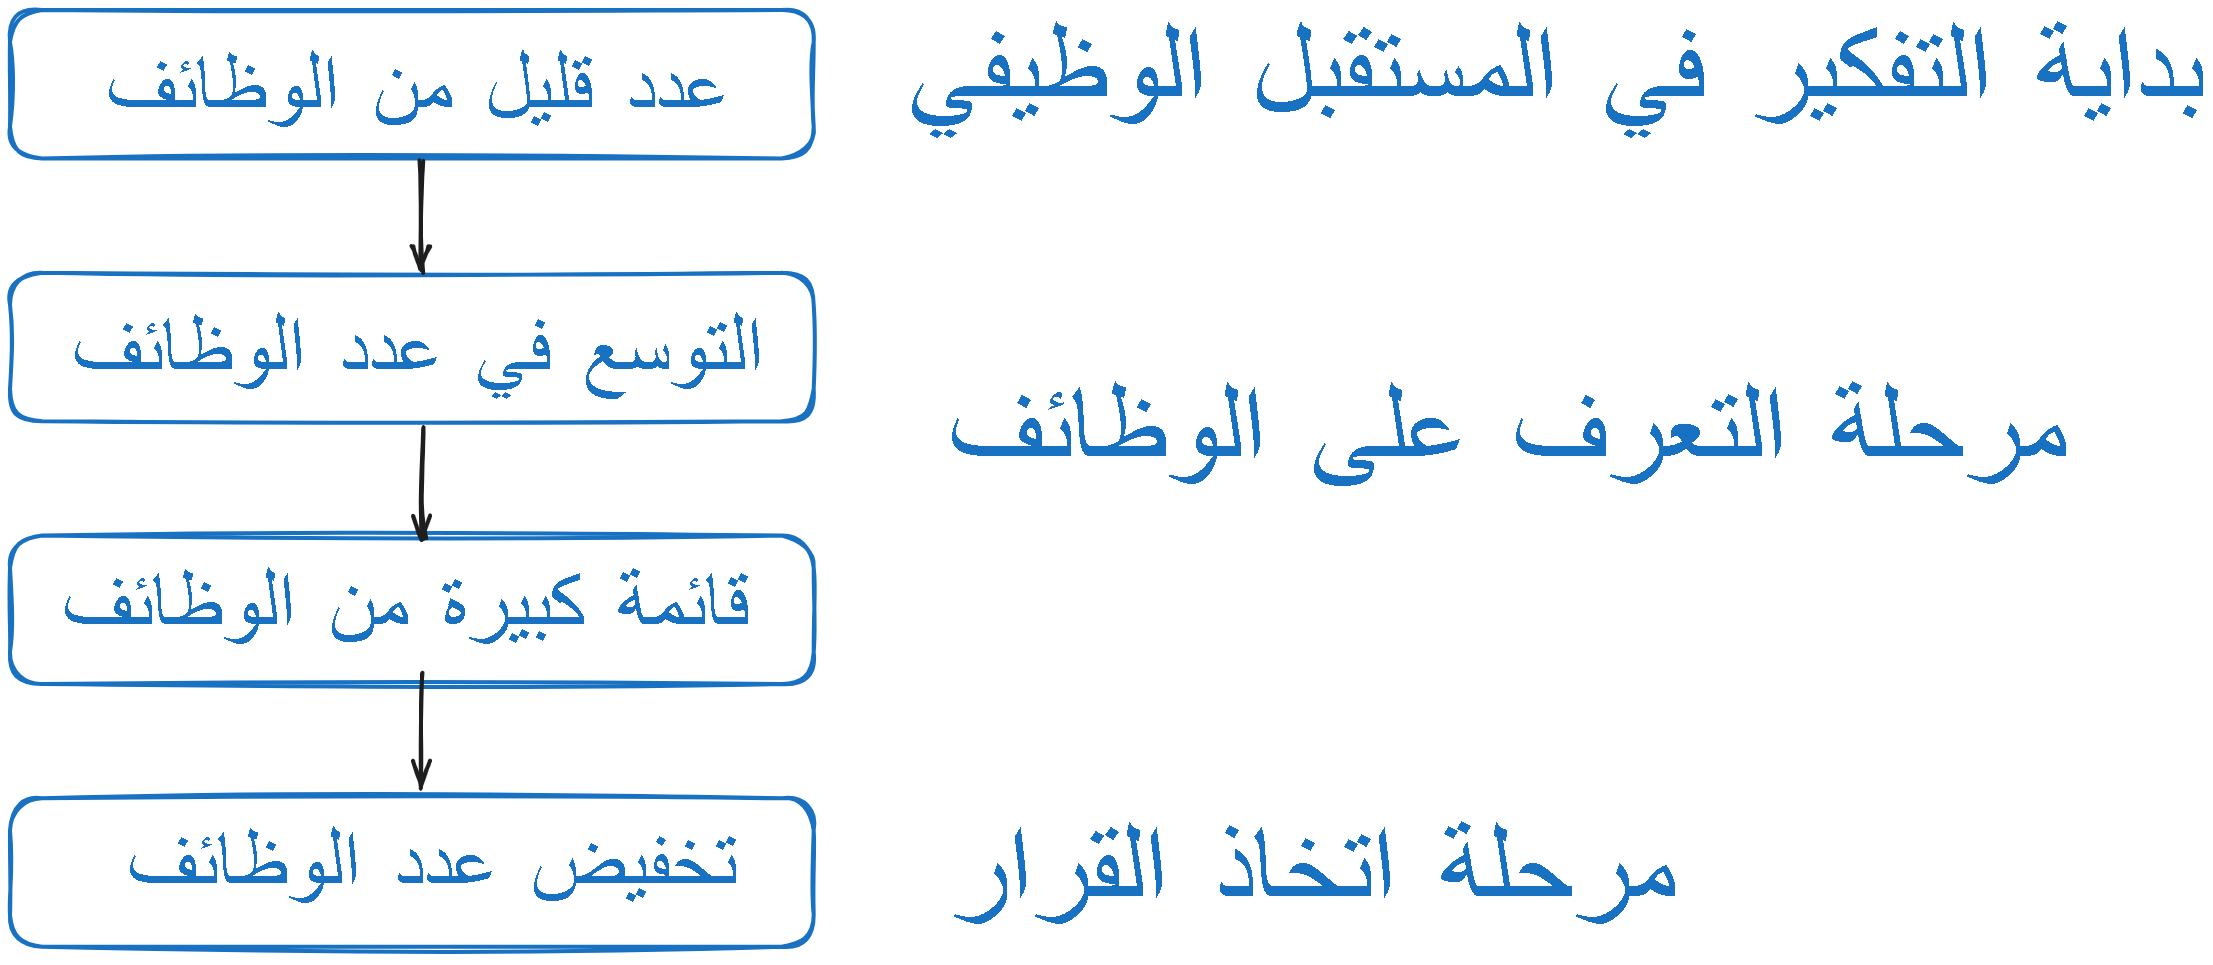 بداية التفكير في المستقبل الوظيفي
عدد قليل من الوظائف
التوسع في عدد الوظائف
مرحلة التعرف على الوظائف
قائمة كبيرة من الوظائف
مرحلة اتخاذ القرار
تخفيض عدد الوظائف